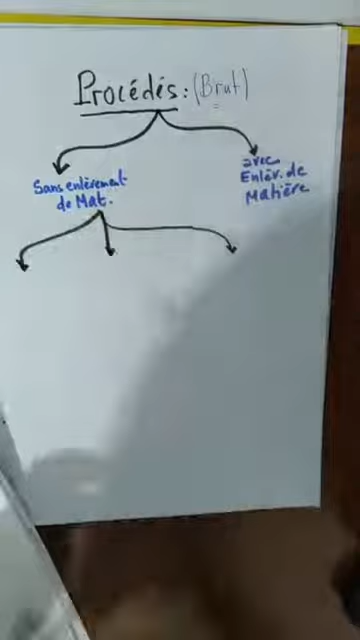 Procédés: (Brut)
Sans enlèvement
de Mat.
avec
Enlèv. de
Matière